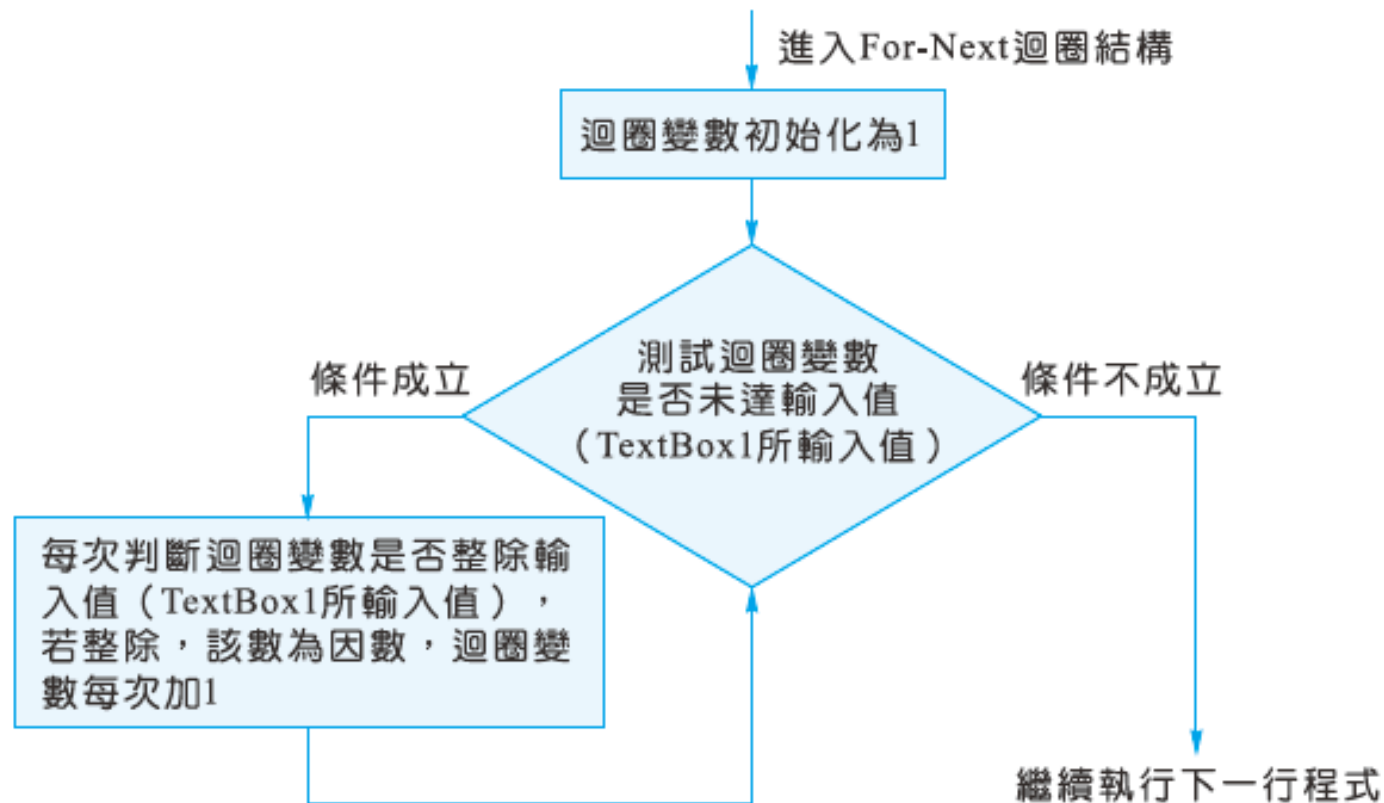 進入For-Next迴圈結構
迴圈變數初始化為1
測試迴圈變數
是否未達輸入值
（TextBox1所輸入值）
條件成立
條件不成立
每次判斷迴圈變數是否整除輸
入值（TextBox1所輸入值），
若整除，該數為因數，迴圈變
數每次加1
繼續執行下一行程式